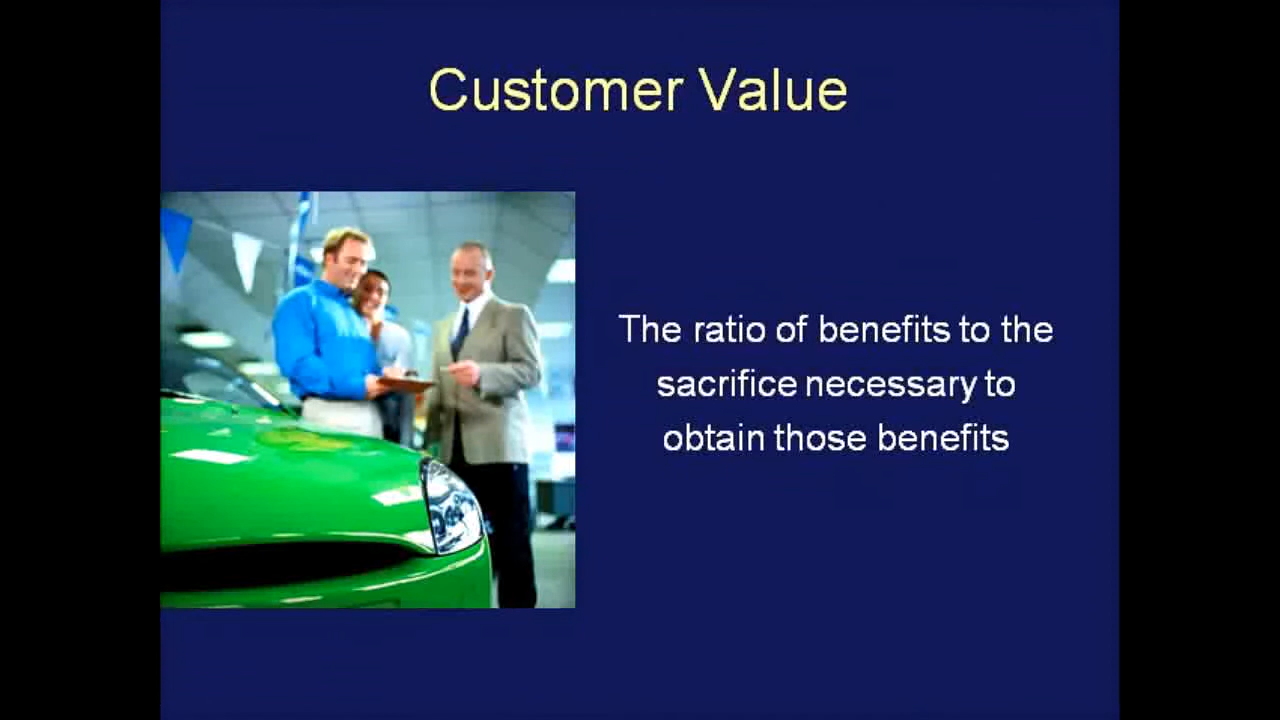 Customer Value
The ratio of benefits to the
sacrifice necessary to
obtain those benefits